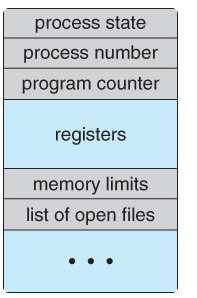 process state
process number
program counter
registers
memory limits
list of open files
• • •